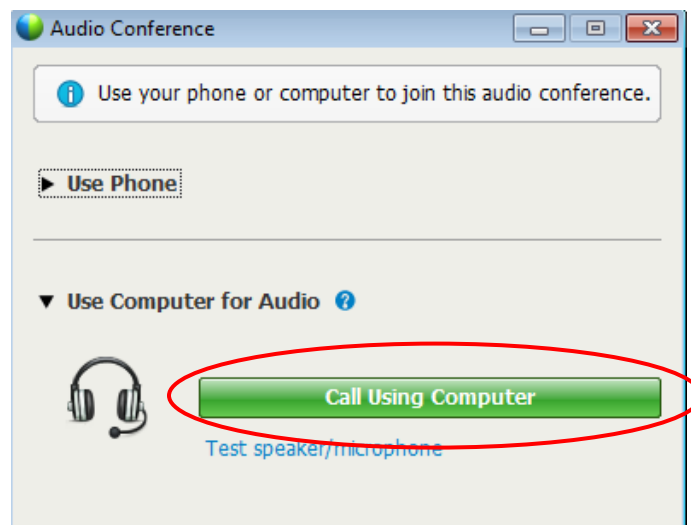 Audio Conference
Use your phone or computer to join this audio conference.
Use Phone
Use Computer for Audio
Call Using Computer
Test speaker/microphone